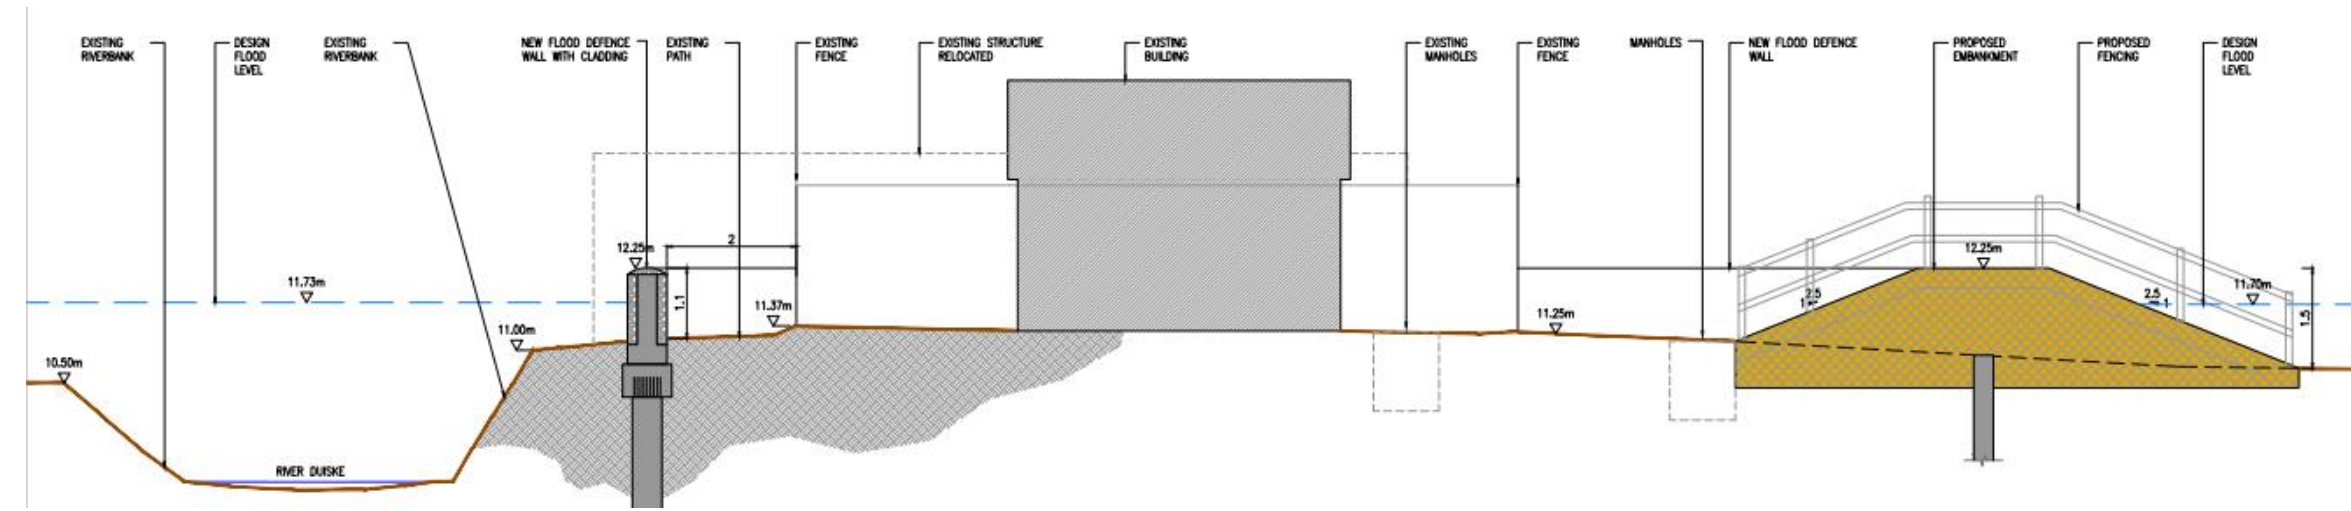 EXISTING
RIVERBANK
DESIGN
FLOOD
LEVEL
EXISTING
RIVERBANK
NEW FLOOD DEFENCE
WALL WITH CLADDING
EXISTING
PATH
EXISTING
FENCE
EXISTING STRUCTURE
RELOCATED
EXISTING
BUILDING
EXISTING
MANHOLES
EXISTING
FENCE
MANHOLES
NEW FLOOD DEFENCE
WALL
PROPOSED
EMBANKMENT
PROPOSED
FENCING
DESIGN
FLOOD
LEVEL
12.25m
2
12.25m
11.73m
1.1
11.37m
11.00m
11.25m
2.5
1
2.5
1
11.70m
1.5
10.50m
RIVER DUISKE